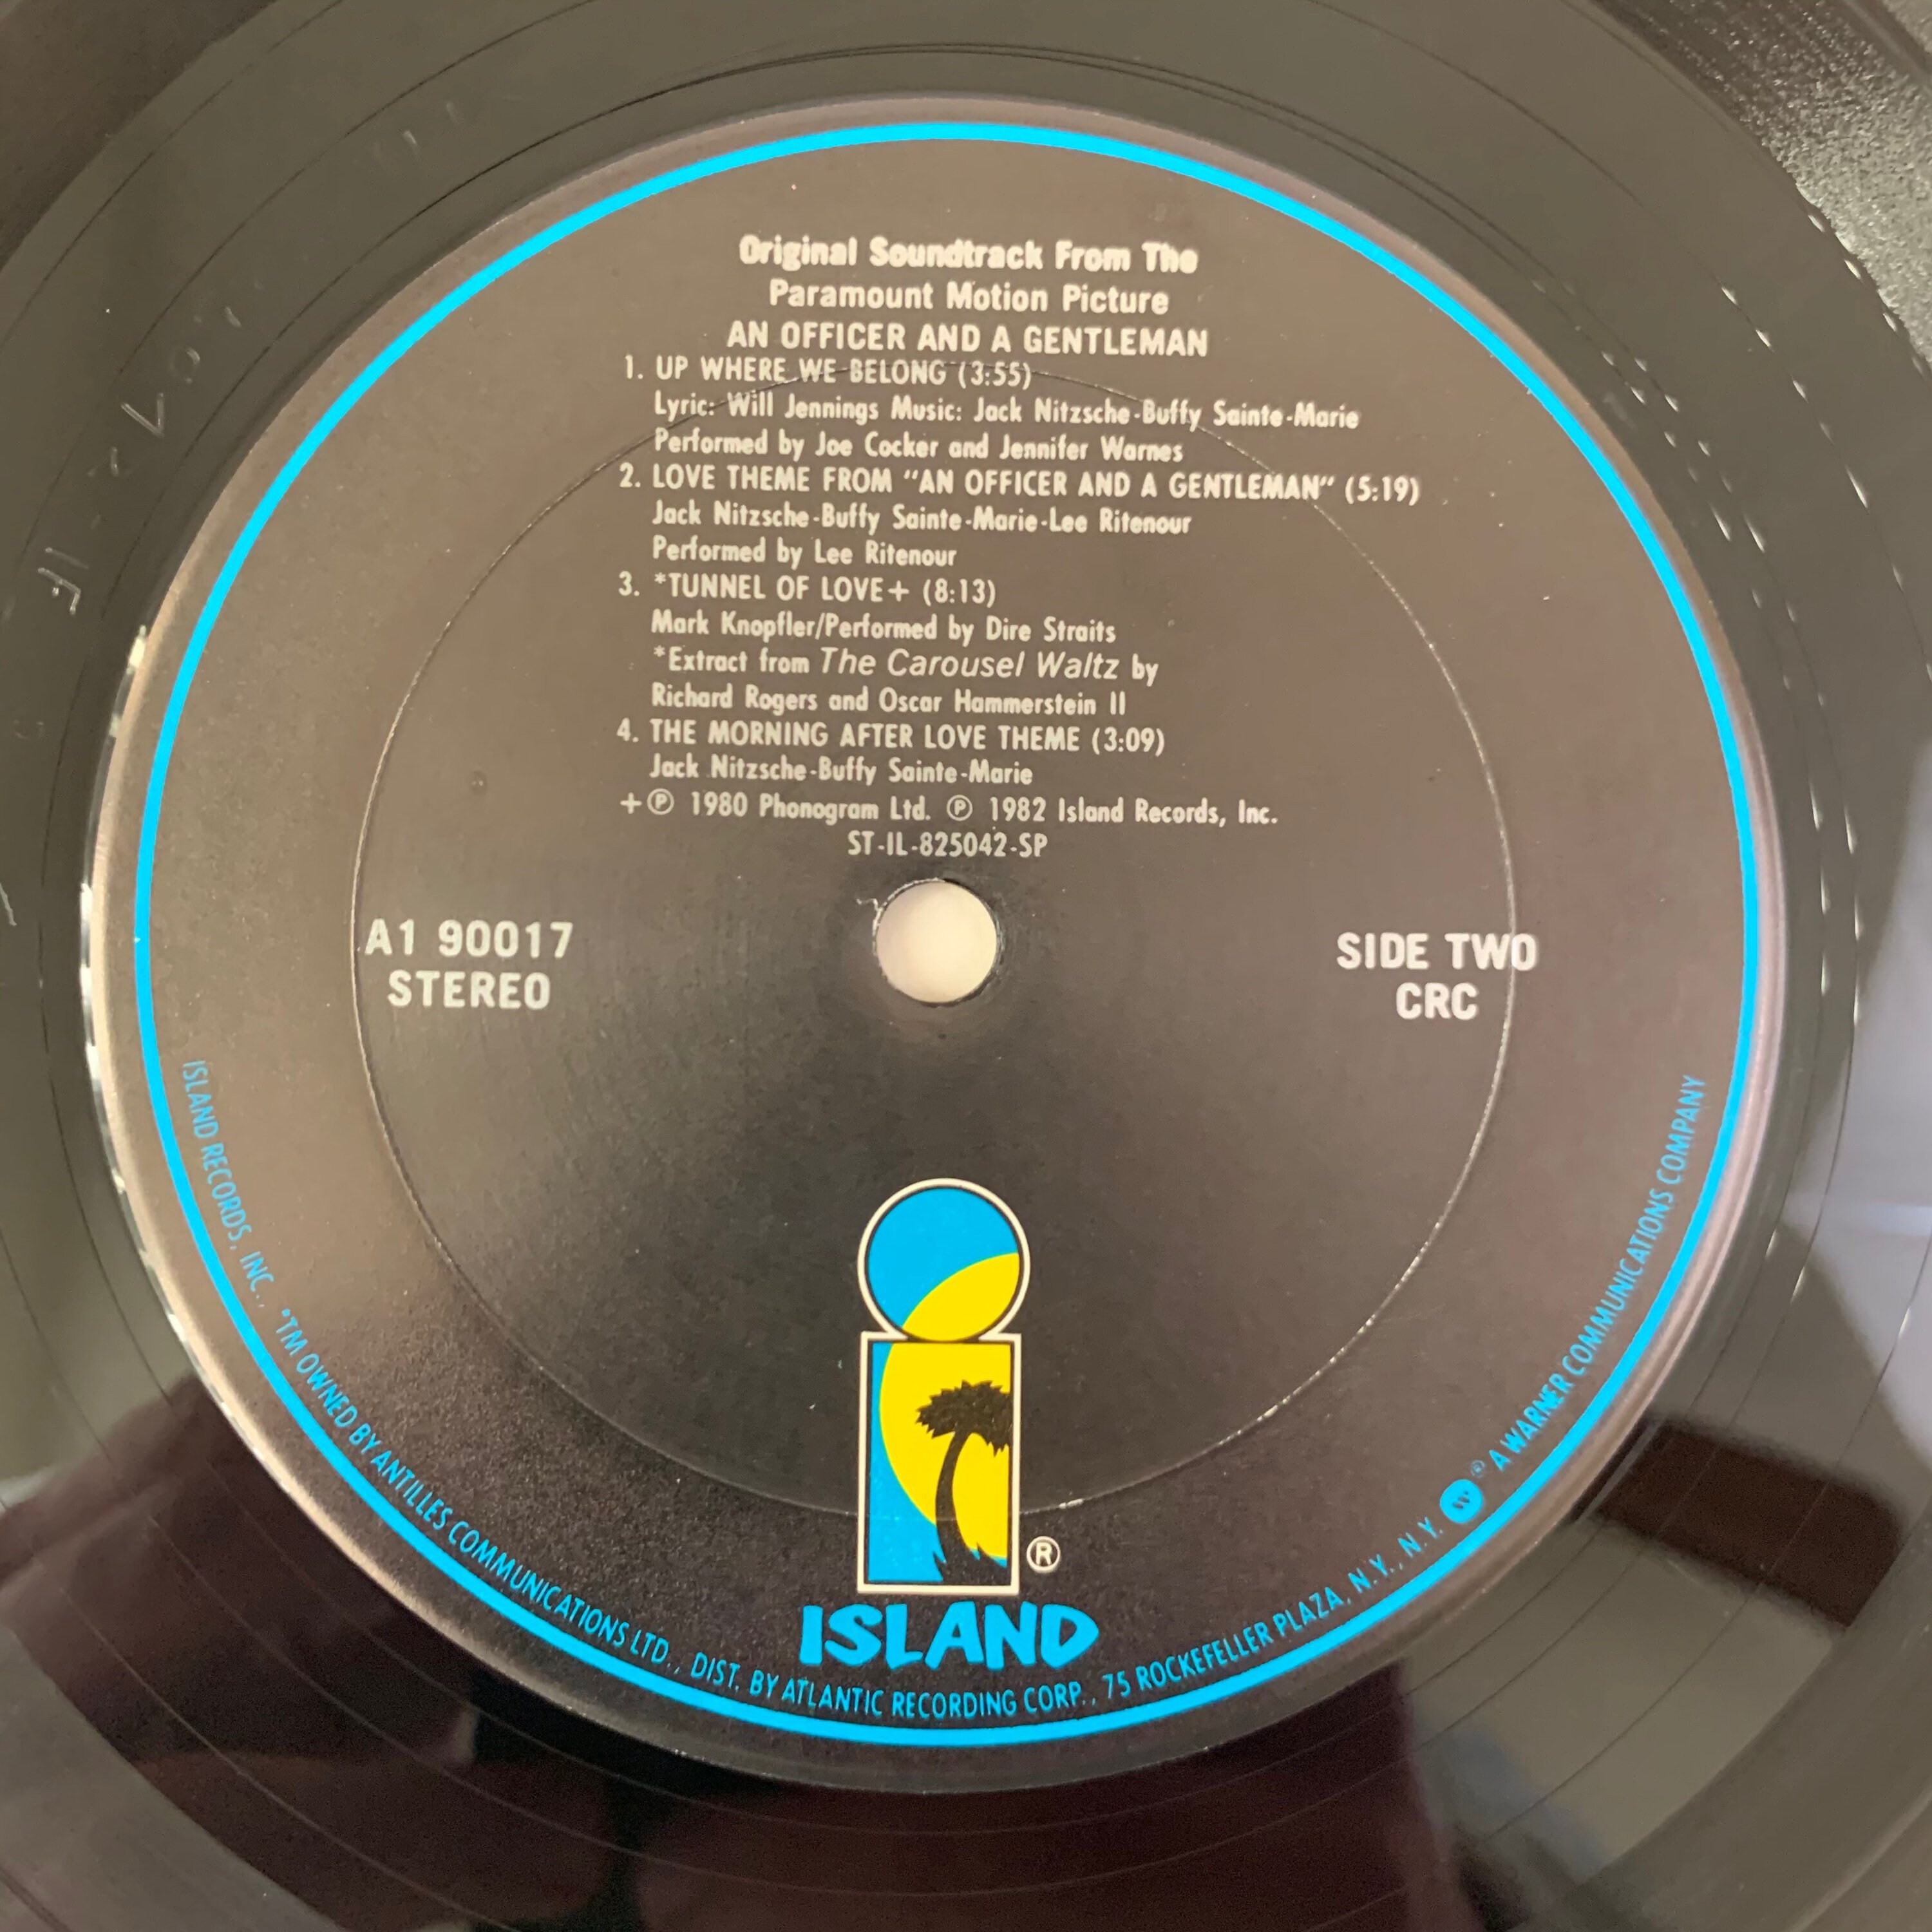 Original Soundtrack From The
Paramount Motion Picture
AN OFFICER AND A GENTLEMAN
1. UP WHERE WE BELONG (3:55)
Lyric: Will Jennings Music: Jack Nitzsche-Buffy Sainte-Marie
Performed by Joe Cocker and Jennifer Warnes
2. LOVE THEME FROM "AN OFFICER AND A GENTLEMAN" (5:19)
Jack Nitzsche-Buffy Sainte-Marie-Lee Ritenour
Performed by Lee Ritenour
3. *TUNNEL OF LOVE+ (8:13)
Mark Knopfler/Performed by Dire Straits
*Extract from The Carousel Waltz by
Richard Rogers and Oscar Hammerstein II
4. THE MORNING AFTER LOVE THEME (3:09)
Jack Nitzsche-Buffy Sainte-Marie
+℗ 1980 Phonogram Ltd. ℗ 1982 Island Records, Inc.
ST-IL-825042-SP
A1 90017
STEREO
SIDE TWO
CRC
®
ISLAND
ISLAND RECORDS, INC., *TM OWNED BY ANTILLES COMMUNICATIONS LTD., DIST. BY ATLANTIC RECORDING CORP., 75 ROCKEFELLER PLAZA, N.Y., N.Y. ® A WARNER COMMUNICATIONS COMPANY